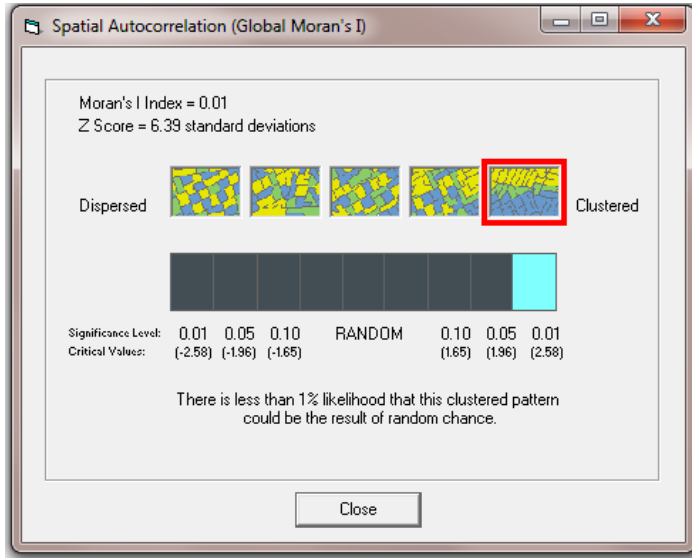 Spatial Autocorrelation (Global Moran's I)
Moran's I Index = 0.01
Z Score = 6.39 standard deviations
Dispersed
Clustered
Significance Level: 0.01 0.05 0.10 RANDOM 0.10 0.05 0.01
Critical Values: (-2.58) (-1.96) (-1.65) (1.65) (1.96) (2.58)
There is less than 1% likelihood that this clustered pattern
could be the result of random chance.
Close